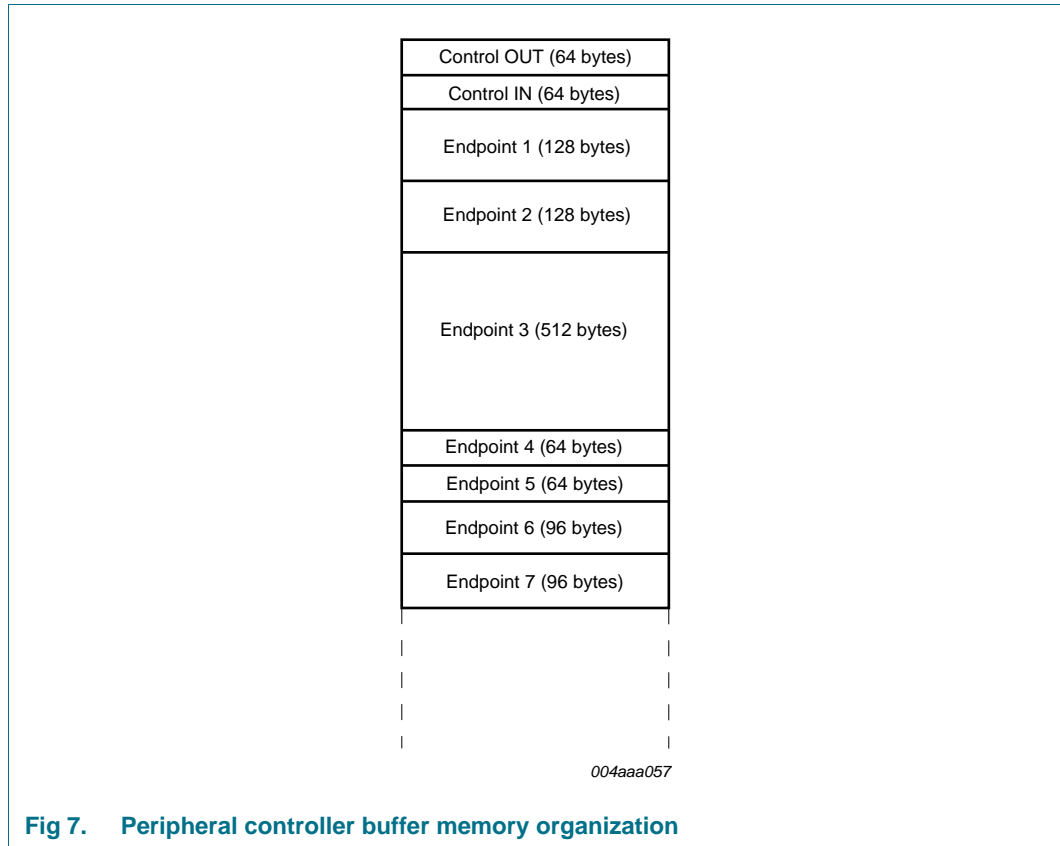 Control OUT (64 bytes)
Control IN (64 bytes)
Endpoint 1 (128 bytes)
Endpoint 2 (128 bytes)
Endpoint 3 (512 bytes)
Endpoint 4 (64 bytes)
Endpoint 5 (64 bytes)
Endpoint 6 (96 bytes)
Endpoint 7 (96 bytes)
004aaa057
Fig 7. Peripheral controller buffer memory organization